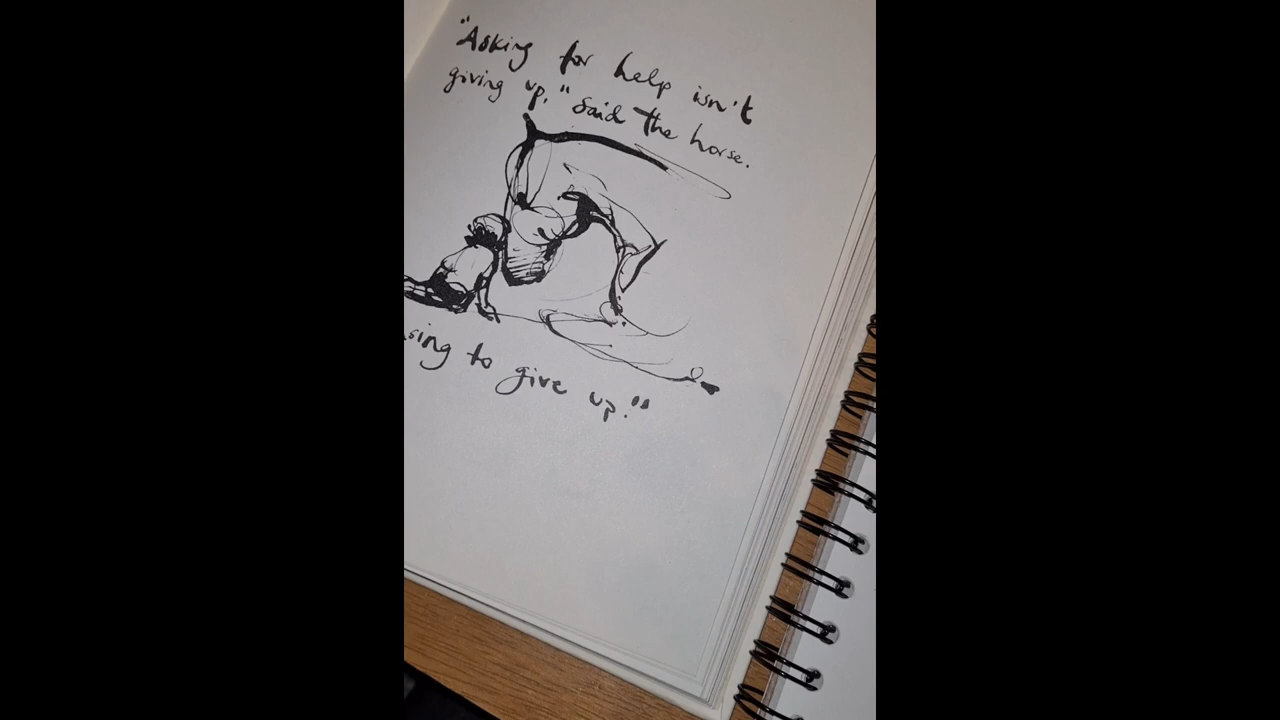 "Asking for help isn't
giving up," said the horse.
sing to give up."